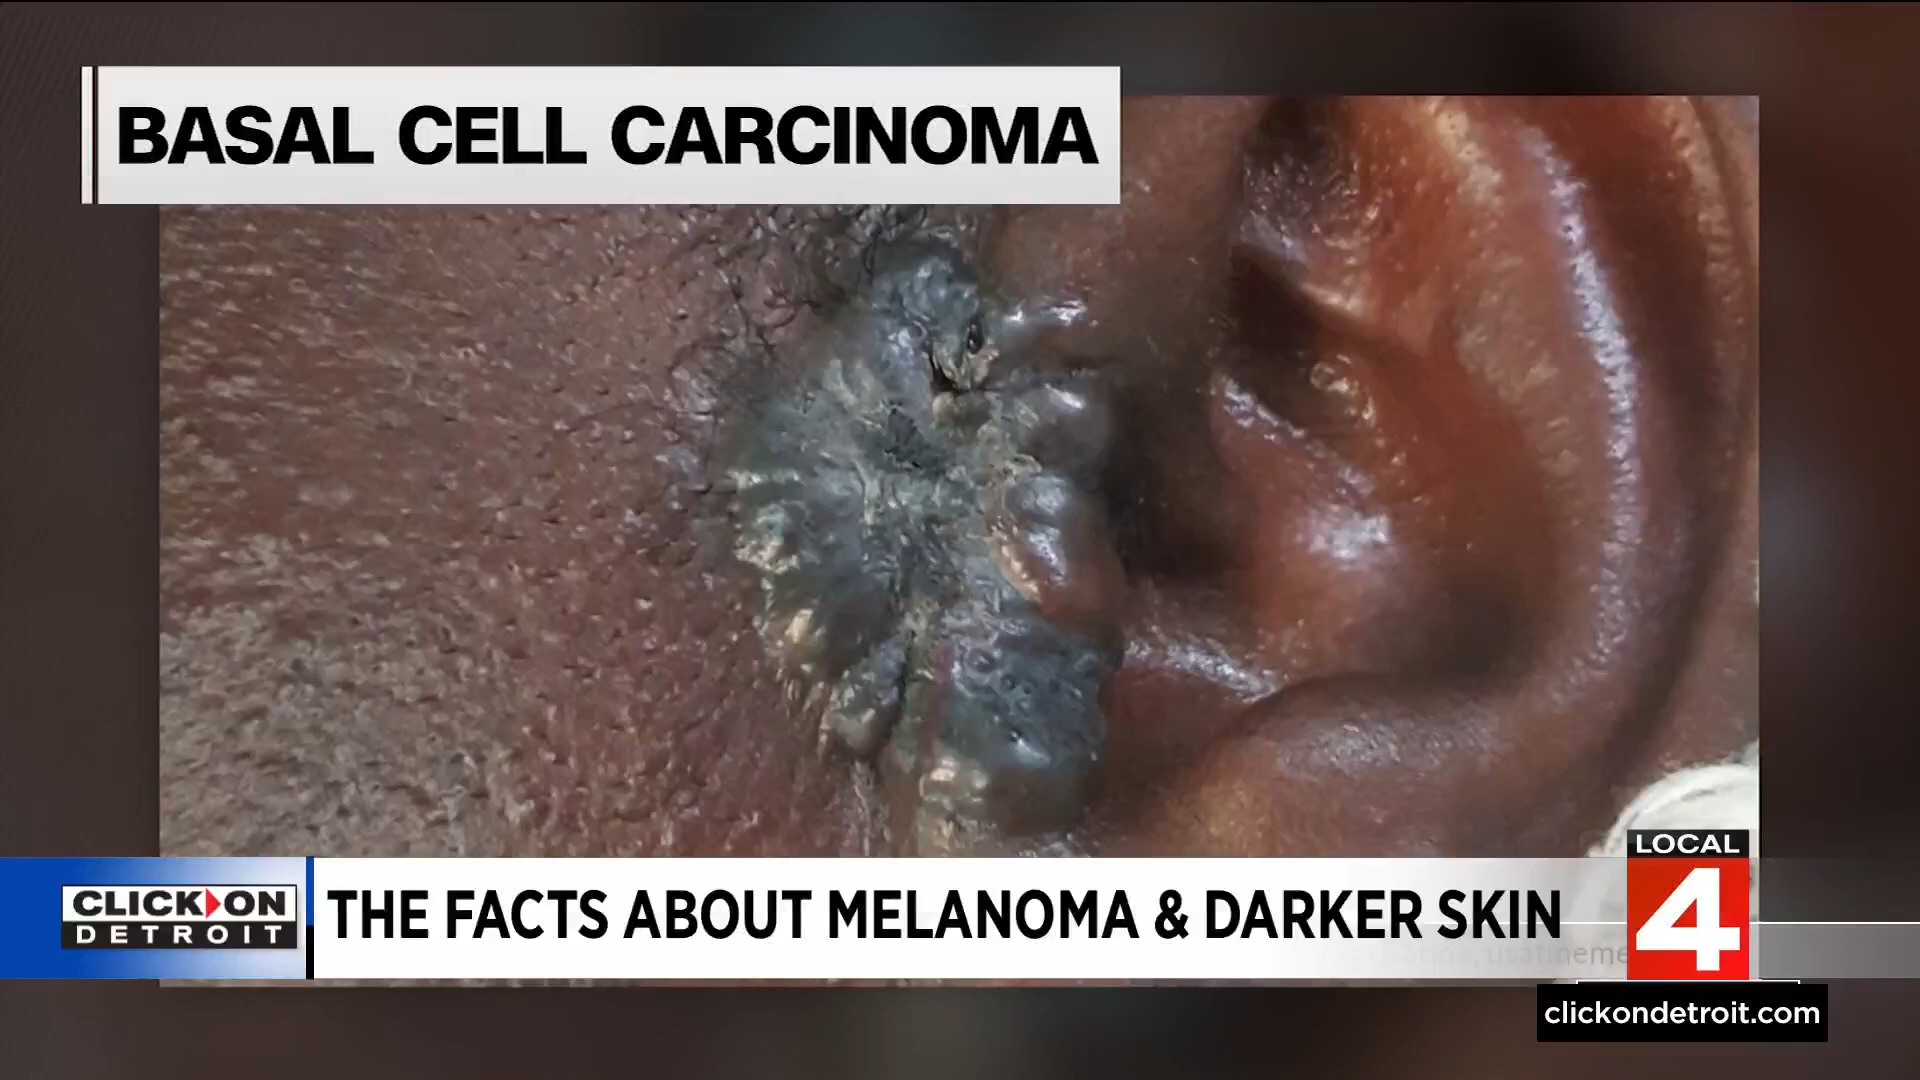 BASAL CELL CARCINOMA
LOCAL
4
CLICK ON
DETROIT
THE FACTS ABOUT MELANOMA & DARKER SKIN
clickondetroit.com